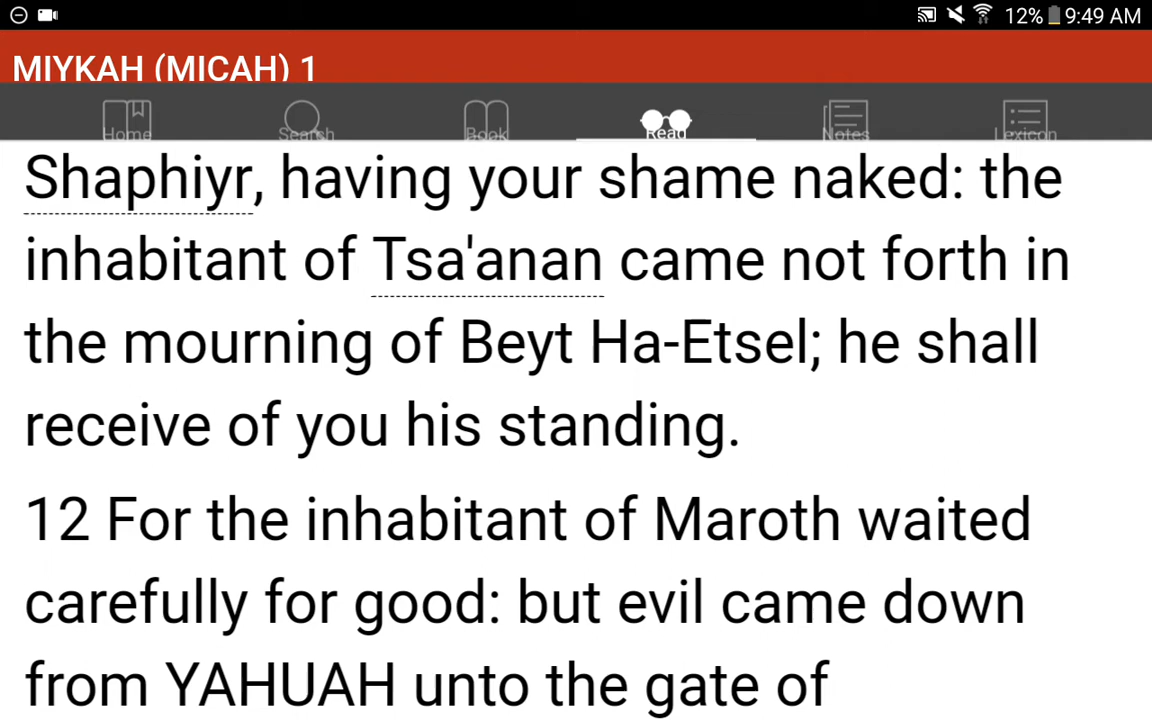 12% 9:49 AM
MIYKAH (MICAH) 1
Home Search Book Read Notes Lexicon
Shaphiyr, having your shame naked: the
inhabitant of Tsa'anan came not forth in
the mourning of Beyt Ha-Etsel; he shall
receive of you his standing.
12 For the inhabitant of Maroth waited
carefully for good: but evil came down
from YAHUAH unto the gate of